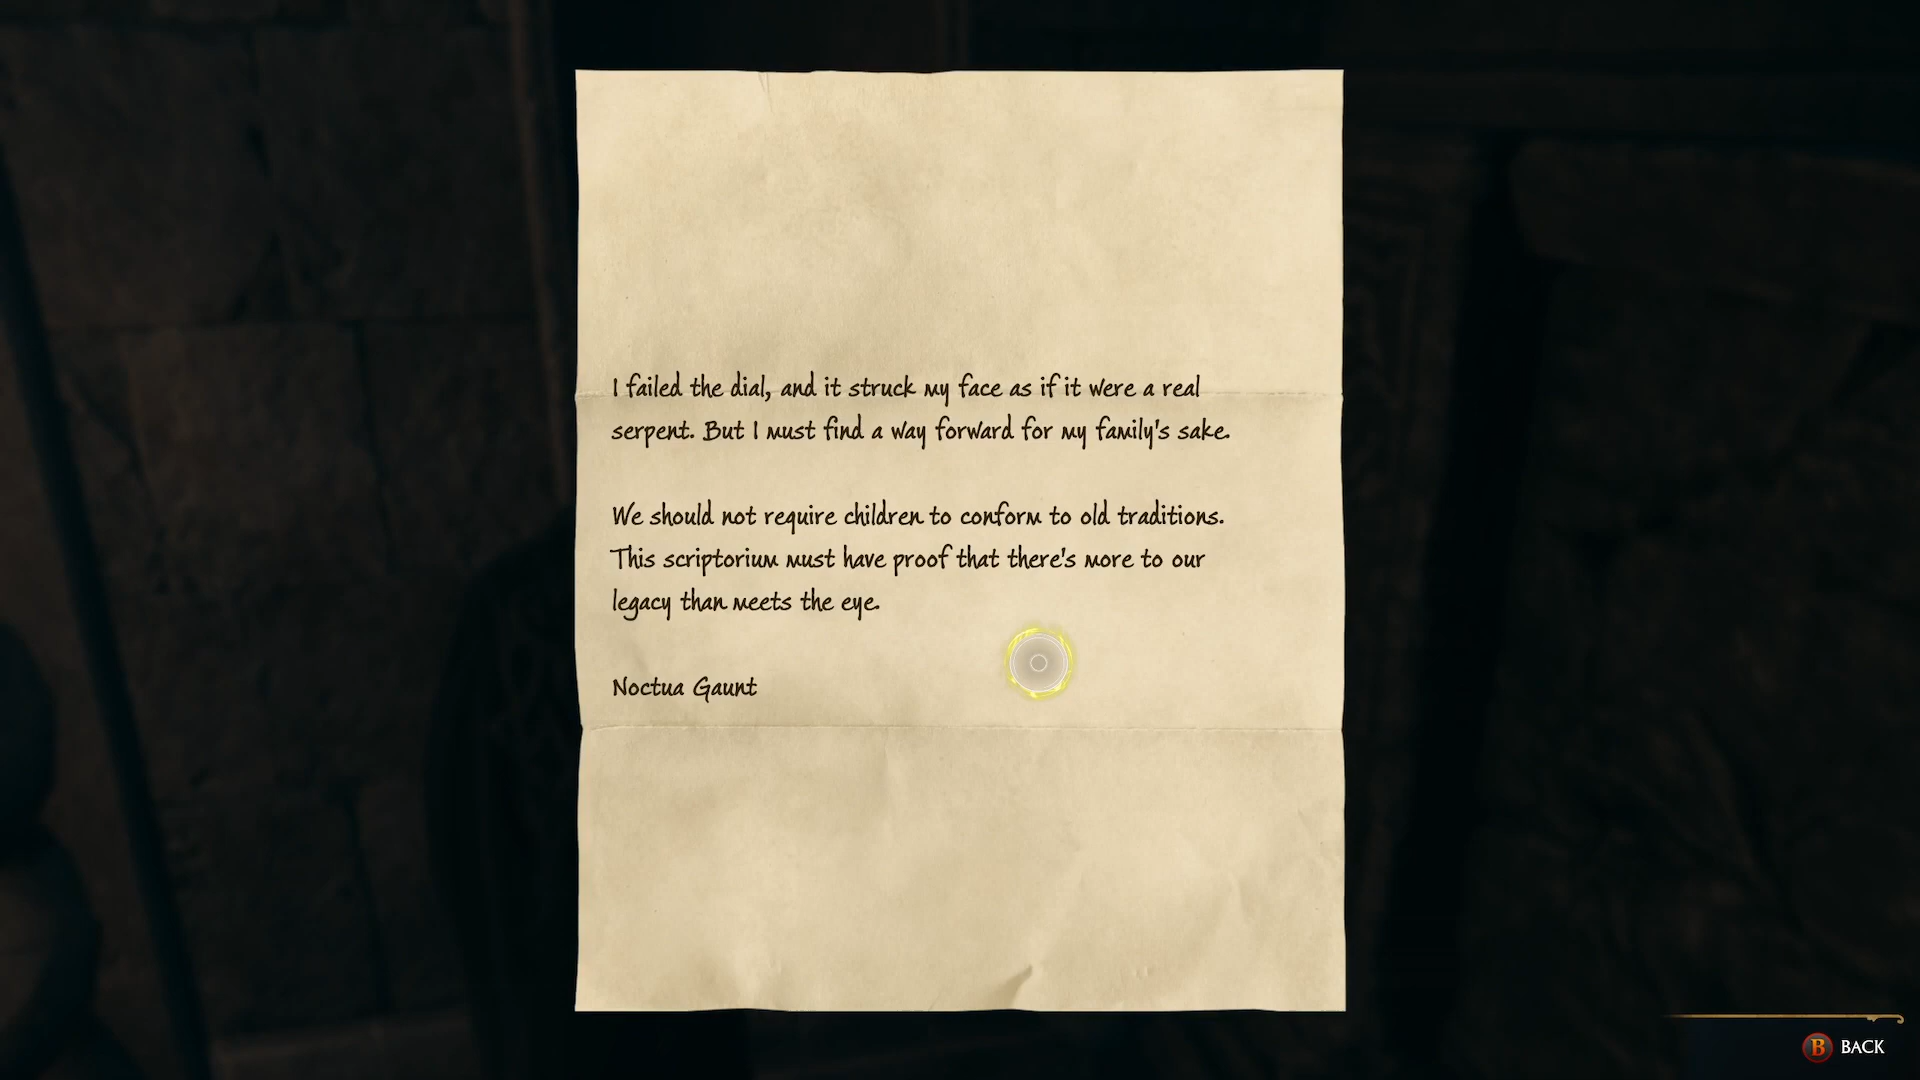 I failed the dial, and it struck my face as if it were a real
serpent. But I must find a way forward for my family's sake.
We should not require children to conform to old traditions.
This scriptorium must have proof that there's more to our
legacy than meets the eye.
Noctua Gaunt
B BACK